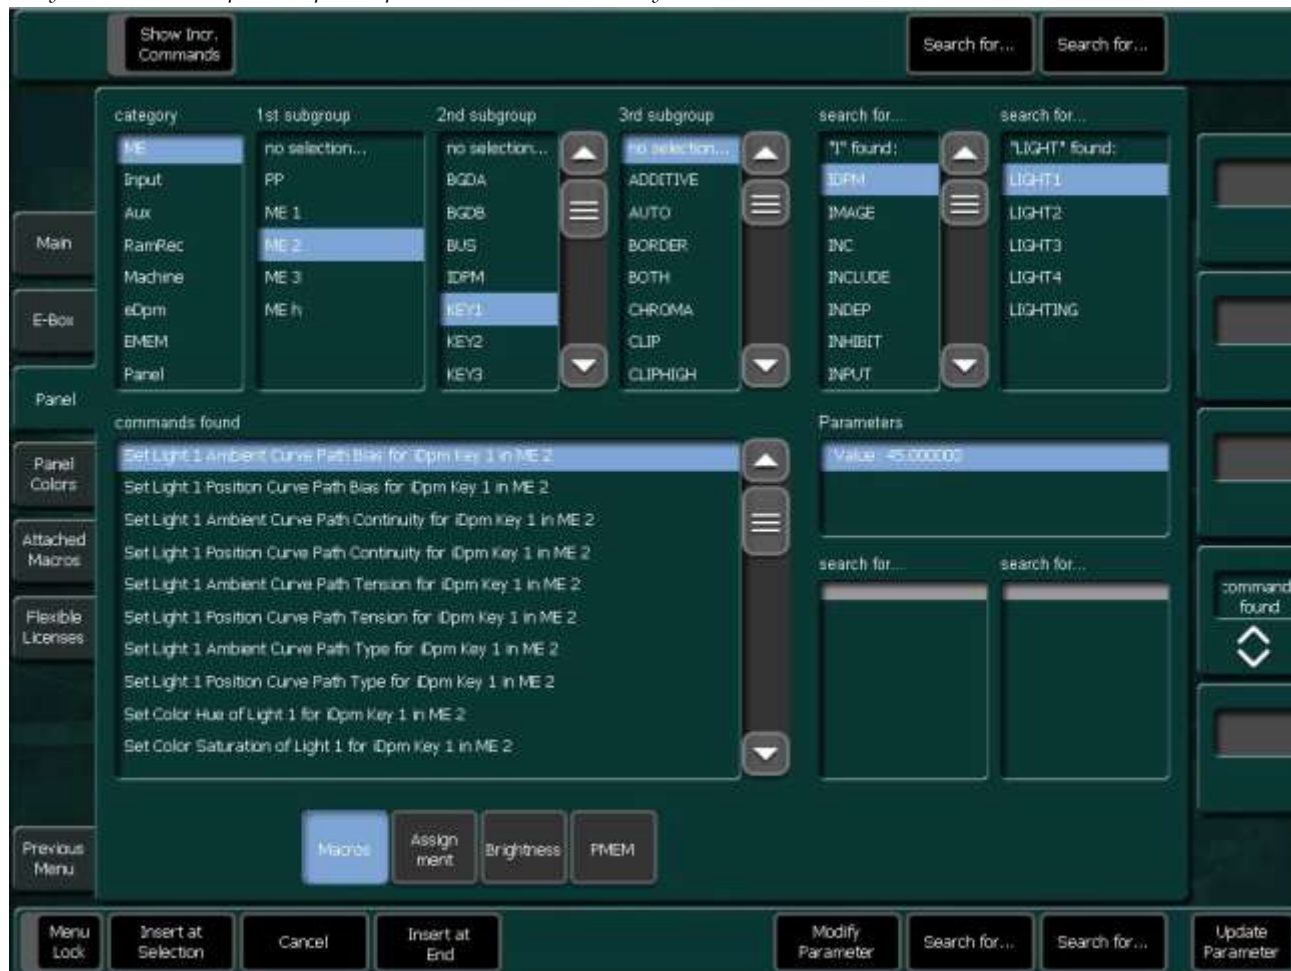 Show Incr.
Commands
Search for...
Search for...
category
1st subgroup
2nd subgroup
3rd subgroup
search for...
search for...
ME
Input
Aux
RamRec
Machine
eDpm
EMEM
Panel
no selection...
PP
ME 1
ME 2
ME 3
ME h
no selection...
BGDA
BGDB
BUS
IDPM
KEY1
KEY2
KEY3
no selection...
ADDITIVE
AUTO
BORDER
BOTH
CHROMA
CLIP
CLIPHIGH
"I" found:
IDPM
IMAGE
INC
INCLUDE
INDEP
INHIBIT
INPUT
"LIGHT" found:
LIGHT1
LIGHT2
LIGHT3
LIGHT4
LIGHTING
Main
E-Box
Panel
Panel
Colors
Attached
Macros
Flexible
Licenses
Previous
Menu
commands found
Set Light 1 Ambient Curve Path Bias for iDpm Key 1 in ME 2
Set Light 1 Position Curve Path Bias for iDpm Key 1 in ME 2
Set Light 1 Ambient Curve Path Continuity for iDpm Key 1 in ME 2
Set Light 1 Position Curve Path Continuity for iDpm Key 1 in ME 2
Set Light 1 Ambient Curve Path Tension for iDpm Key 1 in ME 2
Set Light 1 Position Curve Path Tension for iDpm Key 1 in ME 2
Set Light 1 Ambient Curve Path Type for iDpm Key 1 in ME 2
Set Light 1 Position Curve Path Type for iDpm Key 1 in ME 2
Set Color Hue of Light 1 for iDpm Key 1 in ME 2
Set Color Saturation of Light 1 for iDpm Key 1 in ME 2
Parameters
Value: 45.000000
search for...
search for...
command
found
Macros
Assign
ment
Brightness
PMEM
Menu
Lock
Insert at
Selection
Cancel
Insert at
End
Modify
Parameter
Search for...
Search for...
Update
Parameter